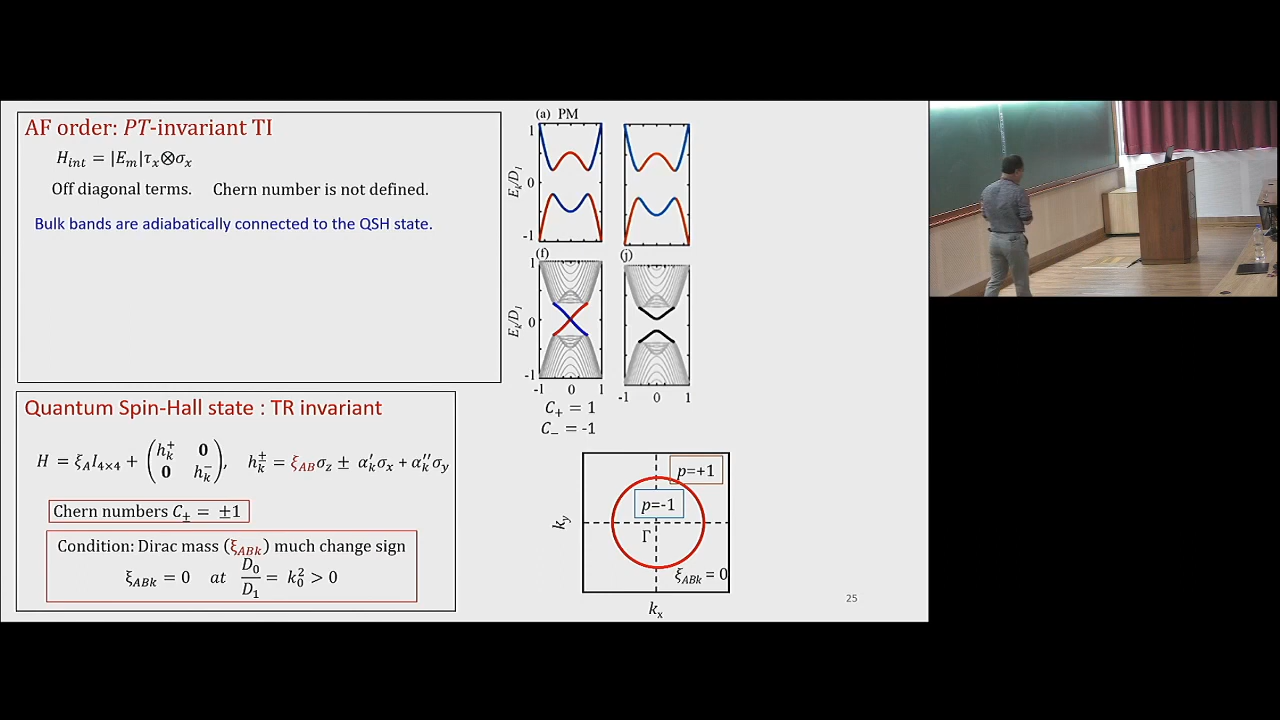 AF order: PT-invariant TI
H_int = |E_m|τ_x⊗σ_x
Off diagonal terms. Chern number is not defined.
Bulk bands are adiabatically connected to the QSH state.
Quantum Spin-Hall state : TR invariant
H = ξ_A I_{4×4} + (h_k^+ 0 0 h_k^-), h_k^± = ξ_AB σ_z ± α'_k σ_x + α''_k σ_y
Chern numbers C_± = ±1
Condition: Dirac mass (ξ_ABk) much change sign
ξ_ABk = 0 at D_0/D_1 = k_0^2 > 0
(a) PM
1
0
-1
E_k/D_1
(f)
(j)
1
0
-1
E_k/D_1
-1 0 1
-1 0 1
C_+ = 1
C_- = -1
p=+1
p=-1
Γ
k_y
ξ_ABk = 0
k_x
25